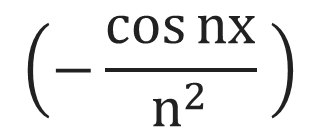 (− cos nx / n²)